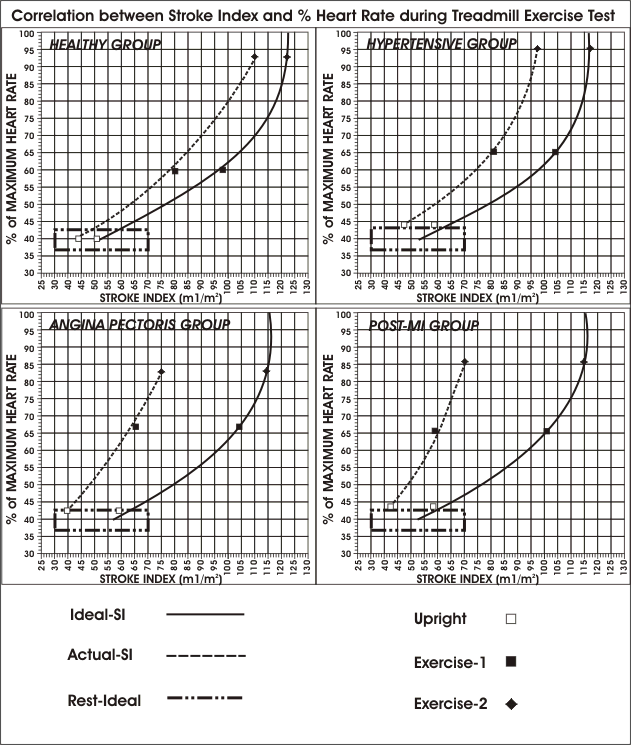 Correlation between Stroke Index and % Heart Rate during Treadmill Exercise Test
HEALTHY GROUP
% of MAXIMUM HEART RATE
100
95
90
85
80
75
70
65
60
55
50
45
40
35
30
25 30 35 40 45 50 55 60 65 70 75 80 85 90 95 100 105 110 115 120 125 130
STROKE INDEX (m1/m²)
HYPERTENSIVE GROUP
% of MAXIMUM HEART RATE
100
95
90
85
80
75
70
65
60
55
50
45
40
35
30
25 30 35 40 45 50 55 60 65 70 75 80 85 90 95 100 105 110 115 120 125 130
STROKE INDEX (m1/m²)
ANGINA PECTORIS GROUP
% of MAXIMUM HEART RATE
100
95
90
85
80
75
70
65
60
55
50
45
40
35
30
25 30 35 40 45 50 55 60 65 70 75 80 85 90 95 100 105 110 115 120 125 130
STROKE INDEX (m1/m²)
POST-MI GROUP
% of MAXIMUM HEART RATE
100
95
90
85
80
75
70
65
60
55
50
45
40
35
30
25 30 35 40 45 50 55 60 65 70 75 80 85 90 95 100 105 110 115 120 125 130
STROKE INDEX (m1/m²)
Ideal-SI
Actual-SI
Rest-Ideal
Upright
Exercise-1
Exercise-2